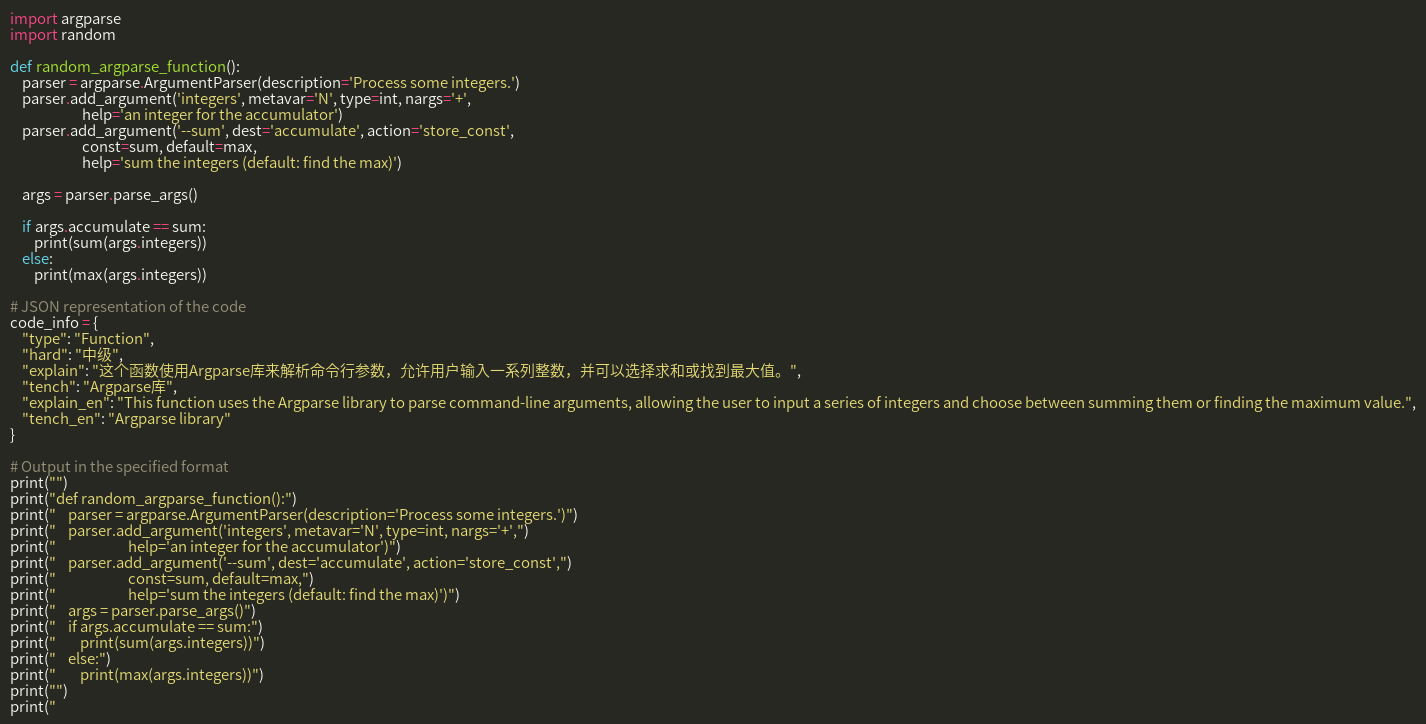 import argparse
import random

def random_argparse_function():
    parser = argparse.ArgumentParser(description='Process some integers.')
    parser.add_argument('integers', metavar='N', type=int, nargs='+',
                        help='an integer for the accumulator')
    parser.add_argument('--sum', dest='accumulate', action='store_const',
                        const=sum, default=max,
                        help='sum the integers (default: find the max)')

    args = parser.parse_args()

    if args.accumulate == sum:
        print(sum(args.integers))
    else:
        print(max(args.integers))

# JSON representation of the code
code_info = {
    "type": "Function",
    "hard": "中级",
    "explain": "这个函数使用Argparse库来解析命令行参数，允许用户输入一系列整数，并可以选择求和或找到最大值。",
    "tench": "Argparse库",
    "explain_en": "This function uses the Argparse library to parse command-line arguments, allowing the user to input a series of integers and choose between summing them or finding the maximum value.",
    "tench_en": "Argparse library"
}

# Output in the specified format
print("")
print("def random_argparse_function():")
print("    parser = argparse.ArgumentParser(description='Process some integers.')")
print("    parser.add_argument('integers', metavar='N', type=int, nargs='+',")
print("                        help='an integer for the accumulator')")
print("    parser.add_argument('--sum', dest='accumulate', action='store_const',")
print("                        const=sum, default=max,")
print("                        help='sum the integers (default: find the max)')")
print("    args = parser.parse_args()")
print("    if args.accumulate == sum:")
print("        print(sum(args.integers))")
print("    else:")
print("        print(max(args.integers))")
print("")
print("